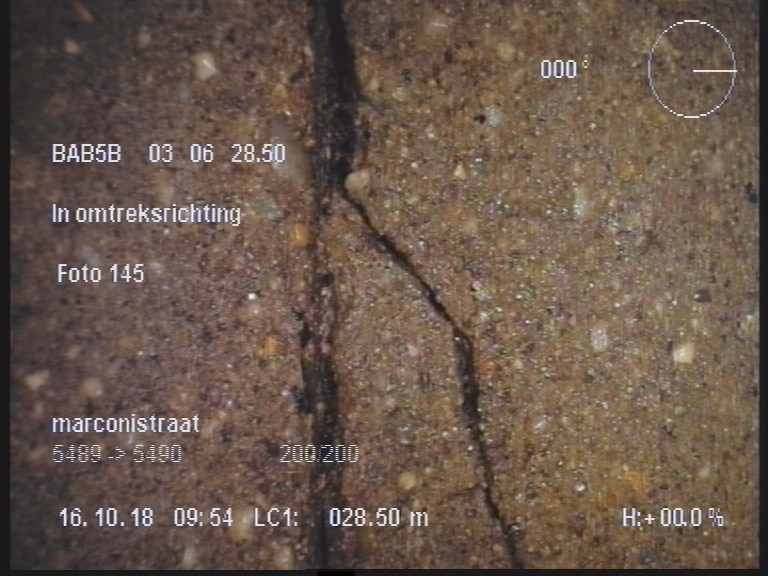 000°
BAB5B 03 06 28.50
In omtreksrichting
Foto 145
marconistraat
5489 -> 5490 200/200
16.10.18 09:54 LC1: 028.50 m H:+00.0 %